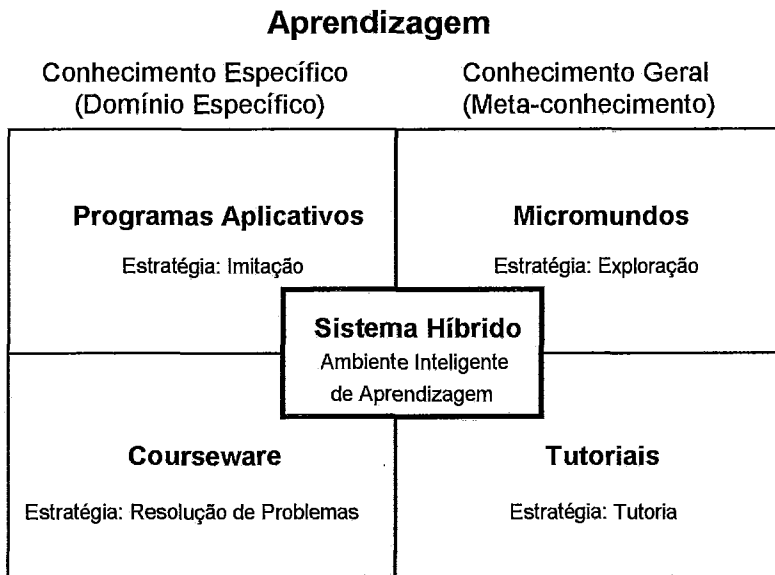 Aprendizagem
Conhecimento Específico
(Domínio Específico)
Conhecimento Geral
(Meta-conhecimento)
Programas Aplicativos
Estratégia: Imitação
Micromundos
Estratégia: Exploração
Sistema Híbrido
Ambiente Inteligente
de Aprendizagem
Courseware
Estratégia: Resolução de Problemas
Tutoriais
Estratégia: Tutoria